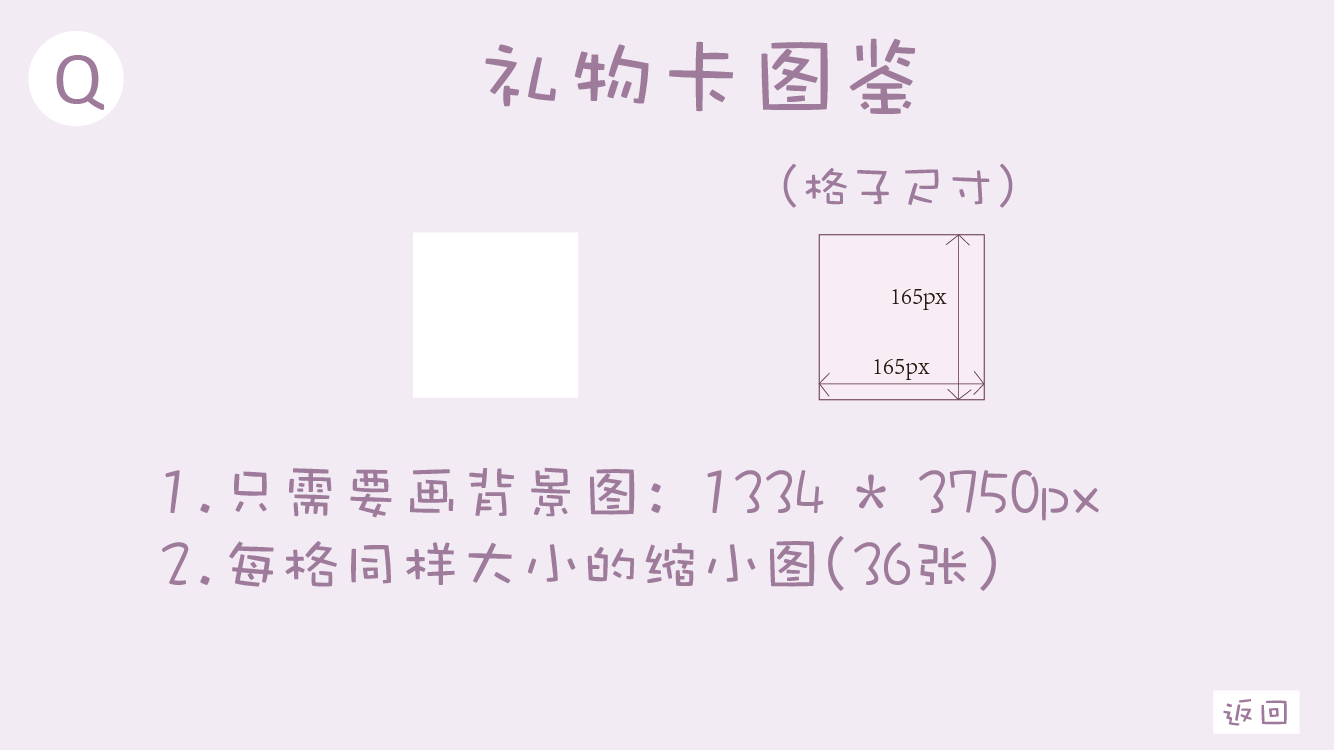 Q
礼物卡图鉴
(格子尺寸)
165px
165px
1.只需要画背景图: 1334 * 3750px
2.每格同样大小的缩小图(36张)
返回